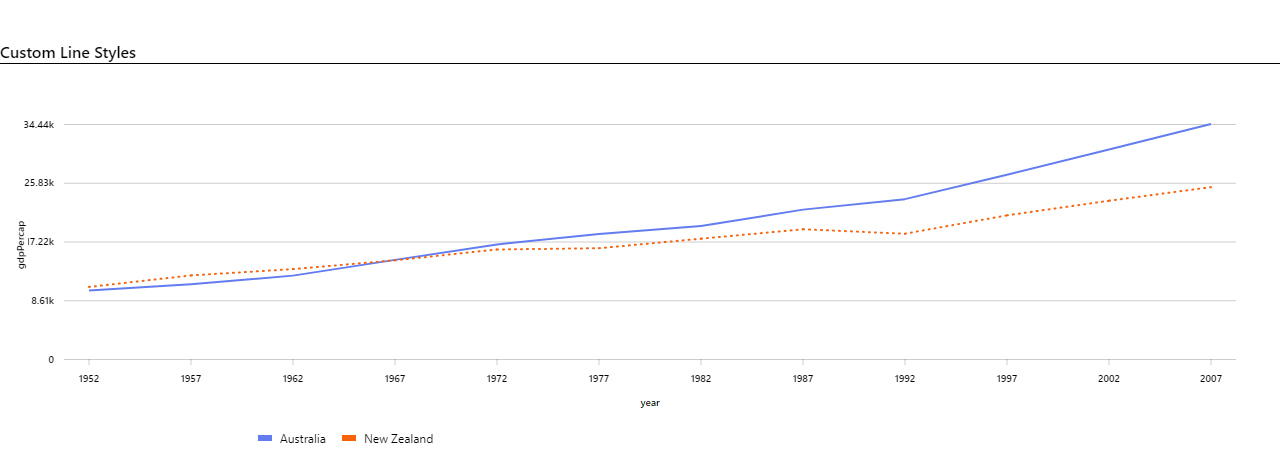 Custom Line Styles
34.44k
25.83k
17.22k
8.61k
0
gdpPercap
1952 1957 1962 1967 1972 1977 1982 1987 1992 1997 2002 2007
year
Australia New Zealand